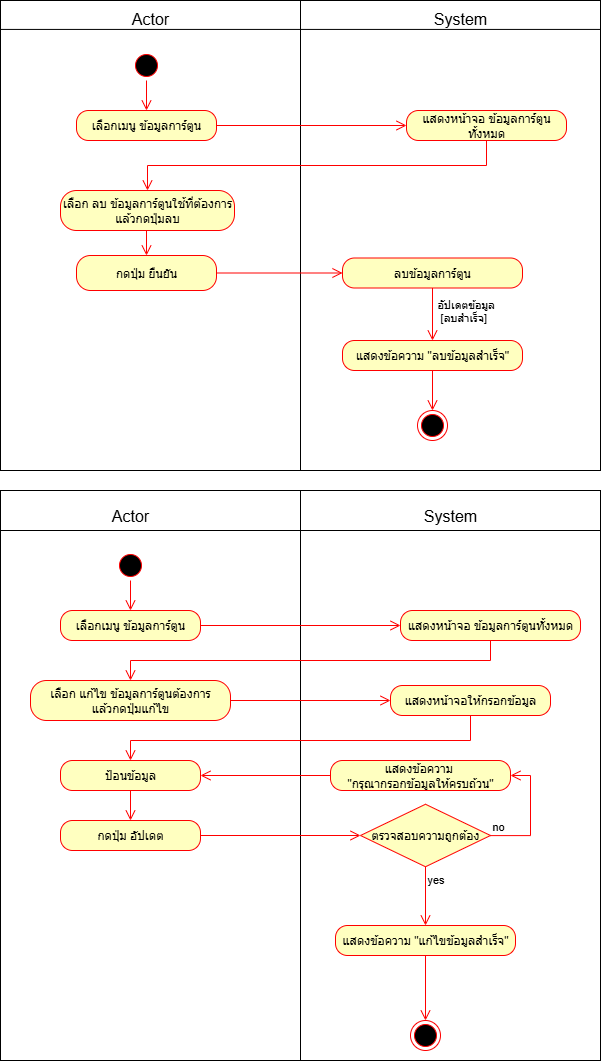 Actor
System
เลือกเมนู ข้อมูลการ์ตูน
แสดงหน้าจอ ข้อมูลการ์ตูน
ทั้งหมด
เลือก ลบ ข้อมูลการ์ตูนใช้ที่ต้องการ
แล้วกดปุ่มลบ
กดปุ่ม ยืนยัน
ลบข้อมูลการ์ตูน
อัปเดตข้อมูล
[ลบสำเร็จ]
แสดงข้อความ "ลบข้อมูลสำเร็จ"
Actor
System
เลือกเมนู ข้อมูลการ์ตูน
แสดงหน้าจอ ข้อมูลการ์ตูนทั้งหมด
เลือก แก้ไข ข้อมูลการ์ตูนต้องการ
แล้วกดปุ่มแก้ไข
แสดงหน้าจอให้กรอกข้อมูล
ป้อนข้อมูล
แสดงข้อความ
"กรุณากรอกข้อมูลให้ครบถ้วน"
กดปุ่ม อัปเดต
ตรวจสอบความถูกต้อง
no
yes
แสดงข้อความ "แก้ไขข้อมูลสำเร็จ"